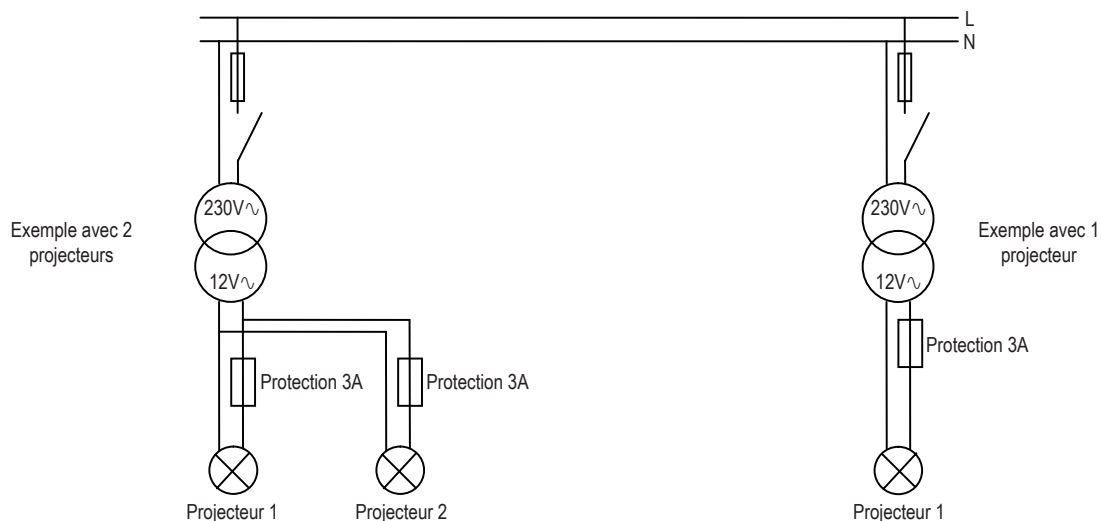 L
N
230V∿
230V∿
Exemple avec 2
projecteurs
Exemple avec 1
projecteur
12V∿
12V∿
Protection 3A
Protection 3A
Protection 3A
Projecteur 1
Projecteur 2
Projecteur 1